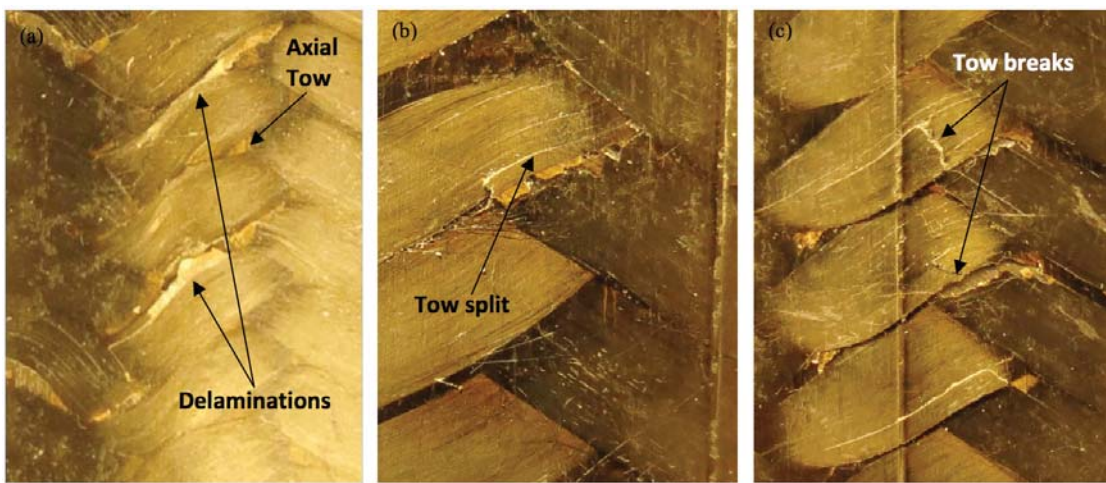 (a)
Axial
Tow
Delaminations
(b)
Tow split
(c)
Tow breaks